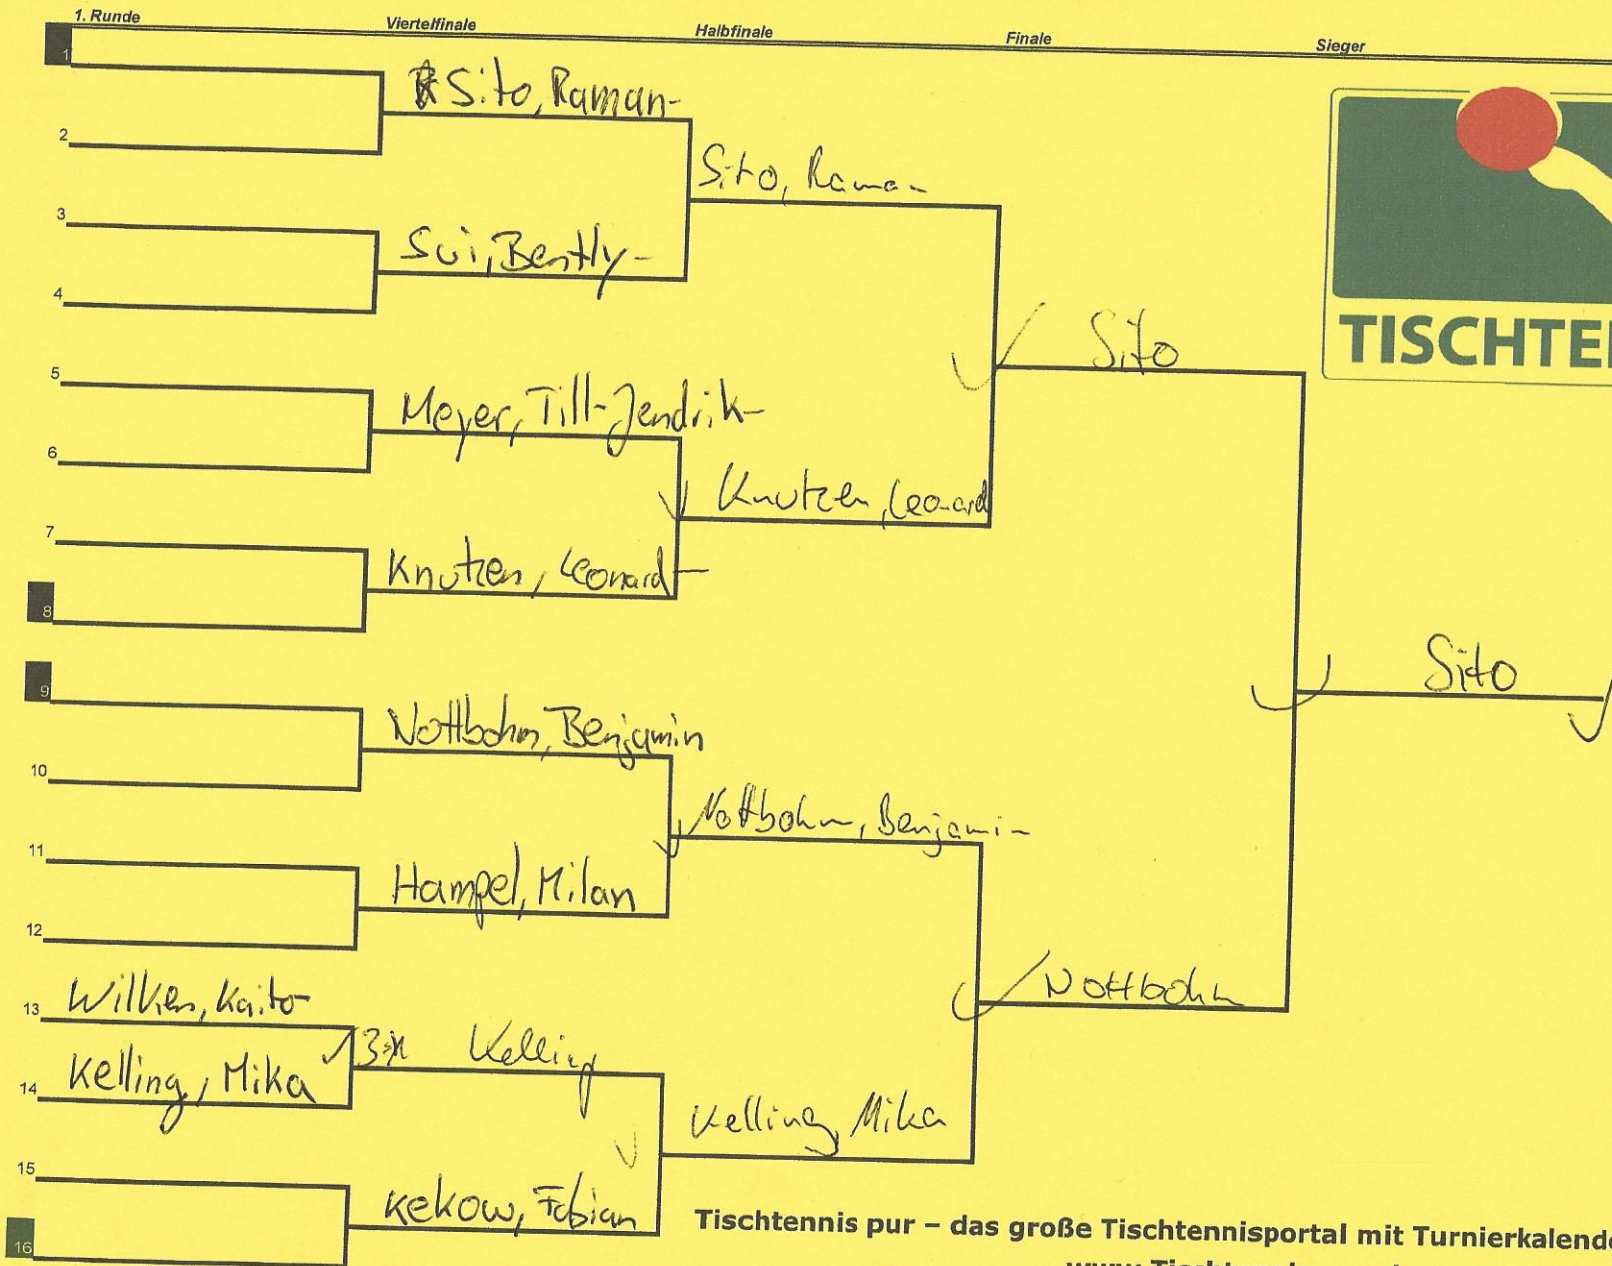 1. Runde Viertelfinale Halbfinale Finale Sieger
1
Sito, Raman-
2
Sito, Raman
3
Sui, Bently-
4
Sito
TISCHTE
5
Meyer, Till-Jendrik-
6
Knutzen, Leonard
7
Knutzen, Leonard-
8
9
Sito
Nottbohm, Benjamin
10
Nottbohm, Benjamin
11
Hampel, Milan
12
Nottbohm
13 Wilken, Kaito-
Kelling
14 Kelling, Mika
Kelling, Mika
15
Kekow, Fabian
16
Tischtennis pur – das große Tischtennisportal mit Turnierkalende